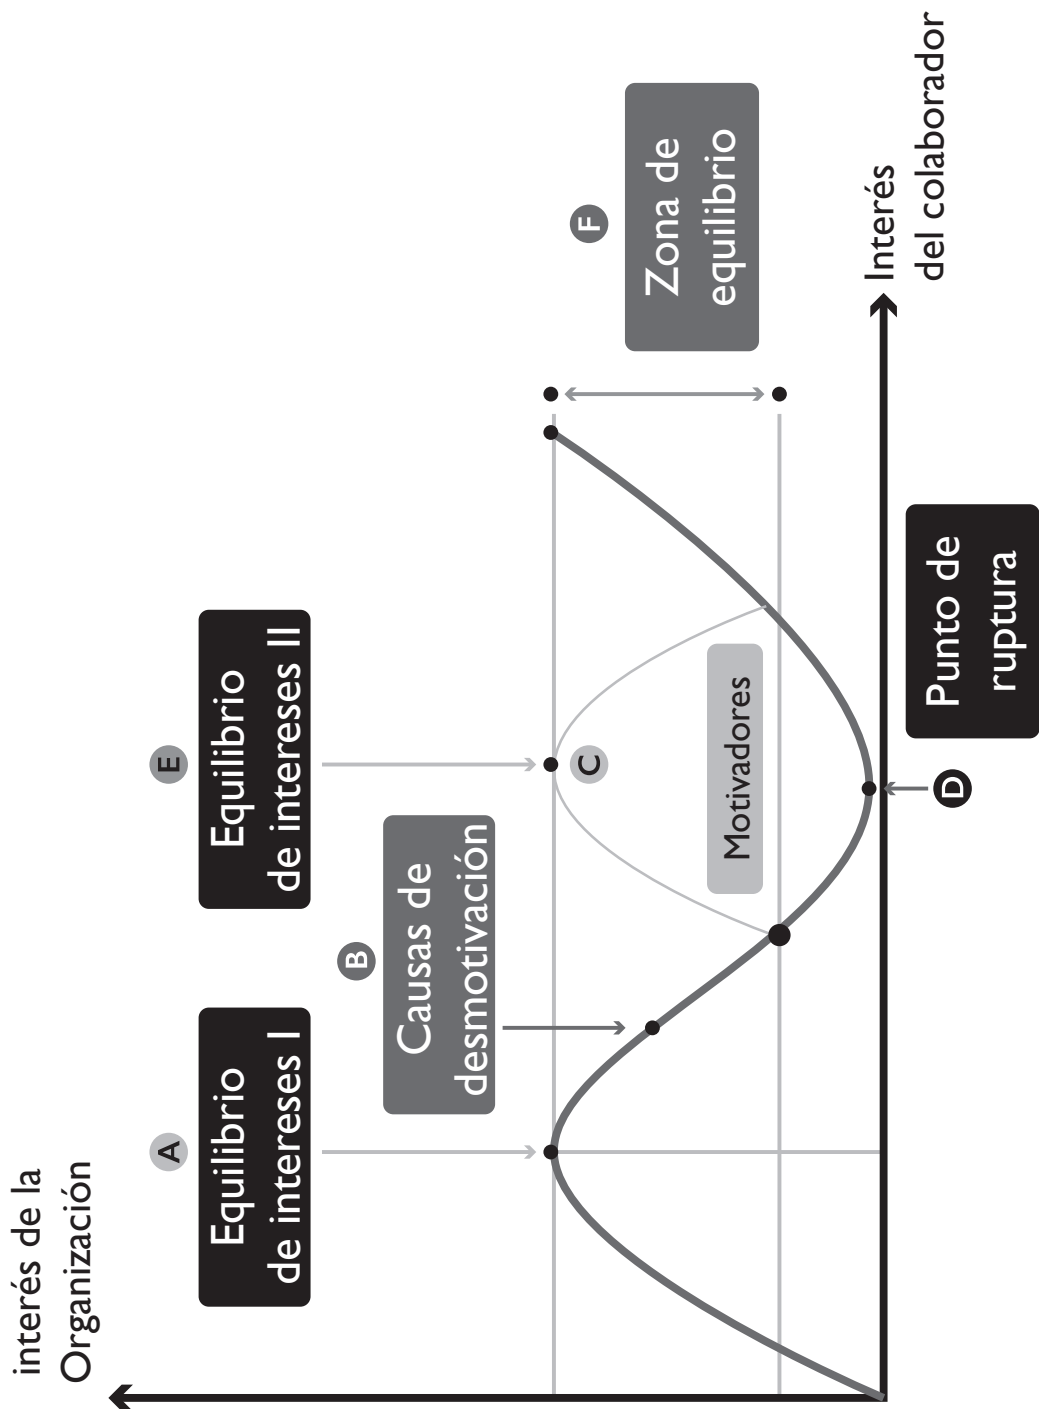 interés de la
Organización
A
Equilibrio
de intereses I
B
Causas de
desmotivación
E
Equilibrio
de intereses II
C
Motivadores
D
Punto de
ruptura
F
Zona de
equilibrio
Interés
del colaborador